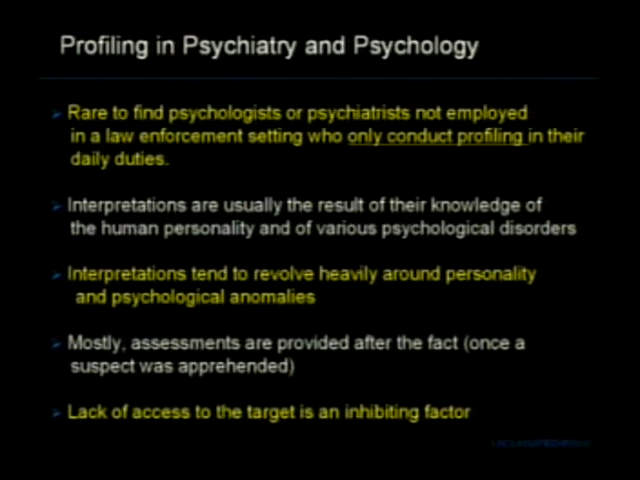 Profiling in Psychiatry and Psychology
Rare to find psychologists or psychiatrists not employed
in a law enforcement setting who only conduct profiling in their
daily duties.
Interpretations are usually the result of their knowledge of
the human personality and of various psychological disorders
Interpretations tend to revolve heavily around personality
and psychological anomalies
Mostly, assessments are provided after the fact (once a
suspect was apprehended)
Lack of access to the target is an inhibiting factor